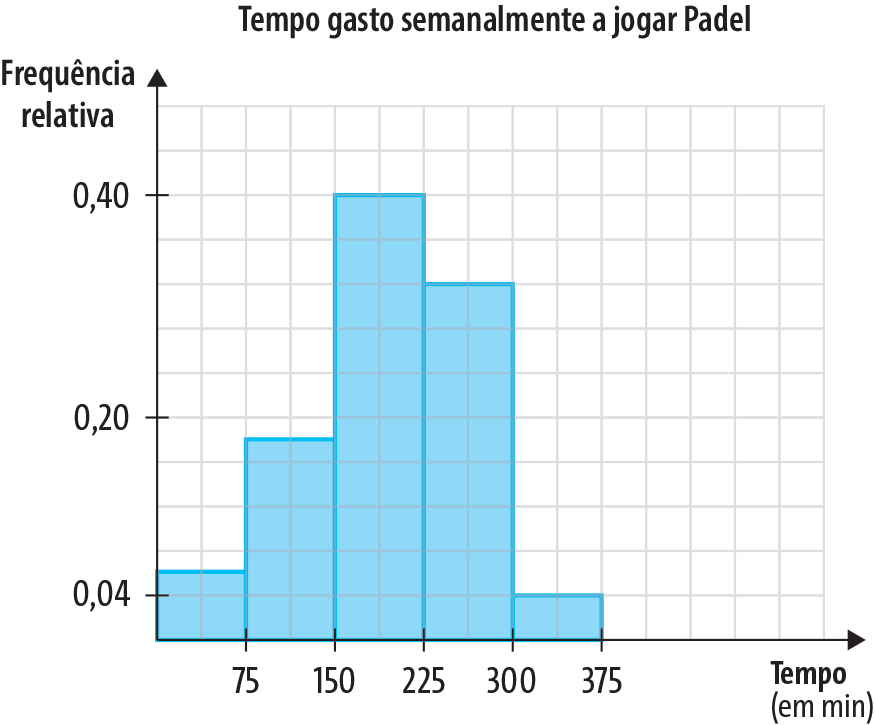 Tempo gasto semanalmente a jogar Padel
Frequência
relativa
0,40
0,20
0,04
75 150 225 300 375
Tempo
(em min)